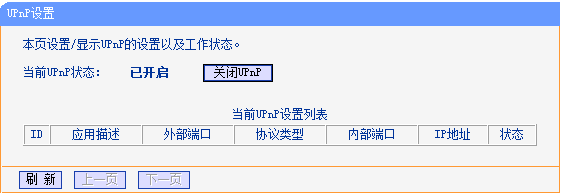 UPnP设置
本页设置/显示UPnP的设置以及工作状态。
当前UPnP状态： 已开启 关闭UPnP
当前UPnP设置列表
ID 应用描述 外部端口 协议类型 内部端口 IP地址 状态
刷 新 上一页 下一页